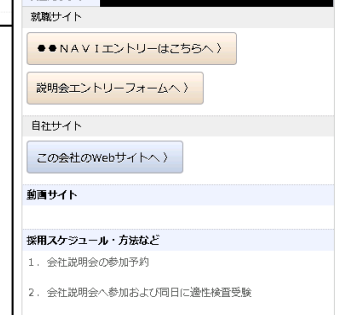 就職サイト
●●NAVIエントリーはこちらへ 〉
説明会エントリーフォームへ 〉
自社サイト
この会社のWebサイトへ 〉
動画サイト
採用スケジュール・方法など
1．会社説明会の参加予約
2．会社説明会へ参加および同日に適性検査受験